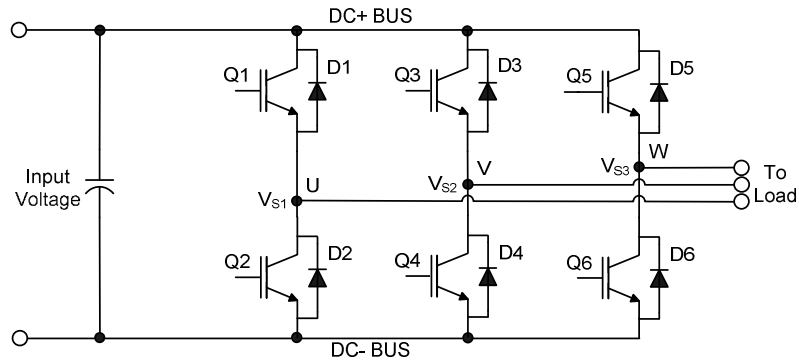 DC+ BUS
Q1
D1
Q3
D3
Q5
D5
Input
Voltage
VS1
U
VS2
V
VS3
W
To
Load
Q2
D2
Q4
D4
Q6
D6
DC- BUS